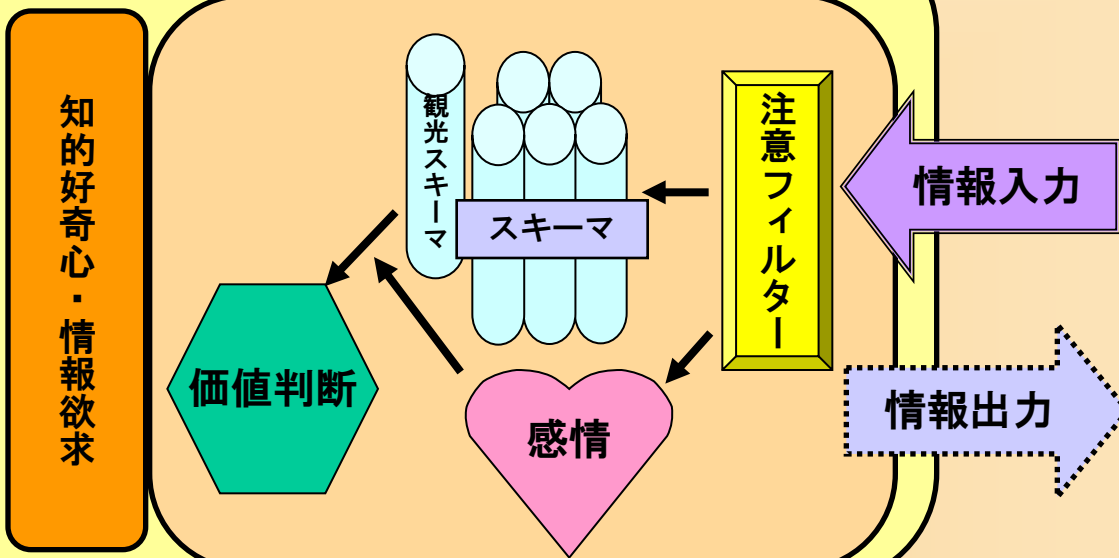 知的好奇心・情報欲求
観光スキーマ
スキーマ
注意フィルター
情報入力
価値判断
感情
情報出力